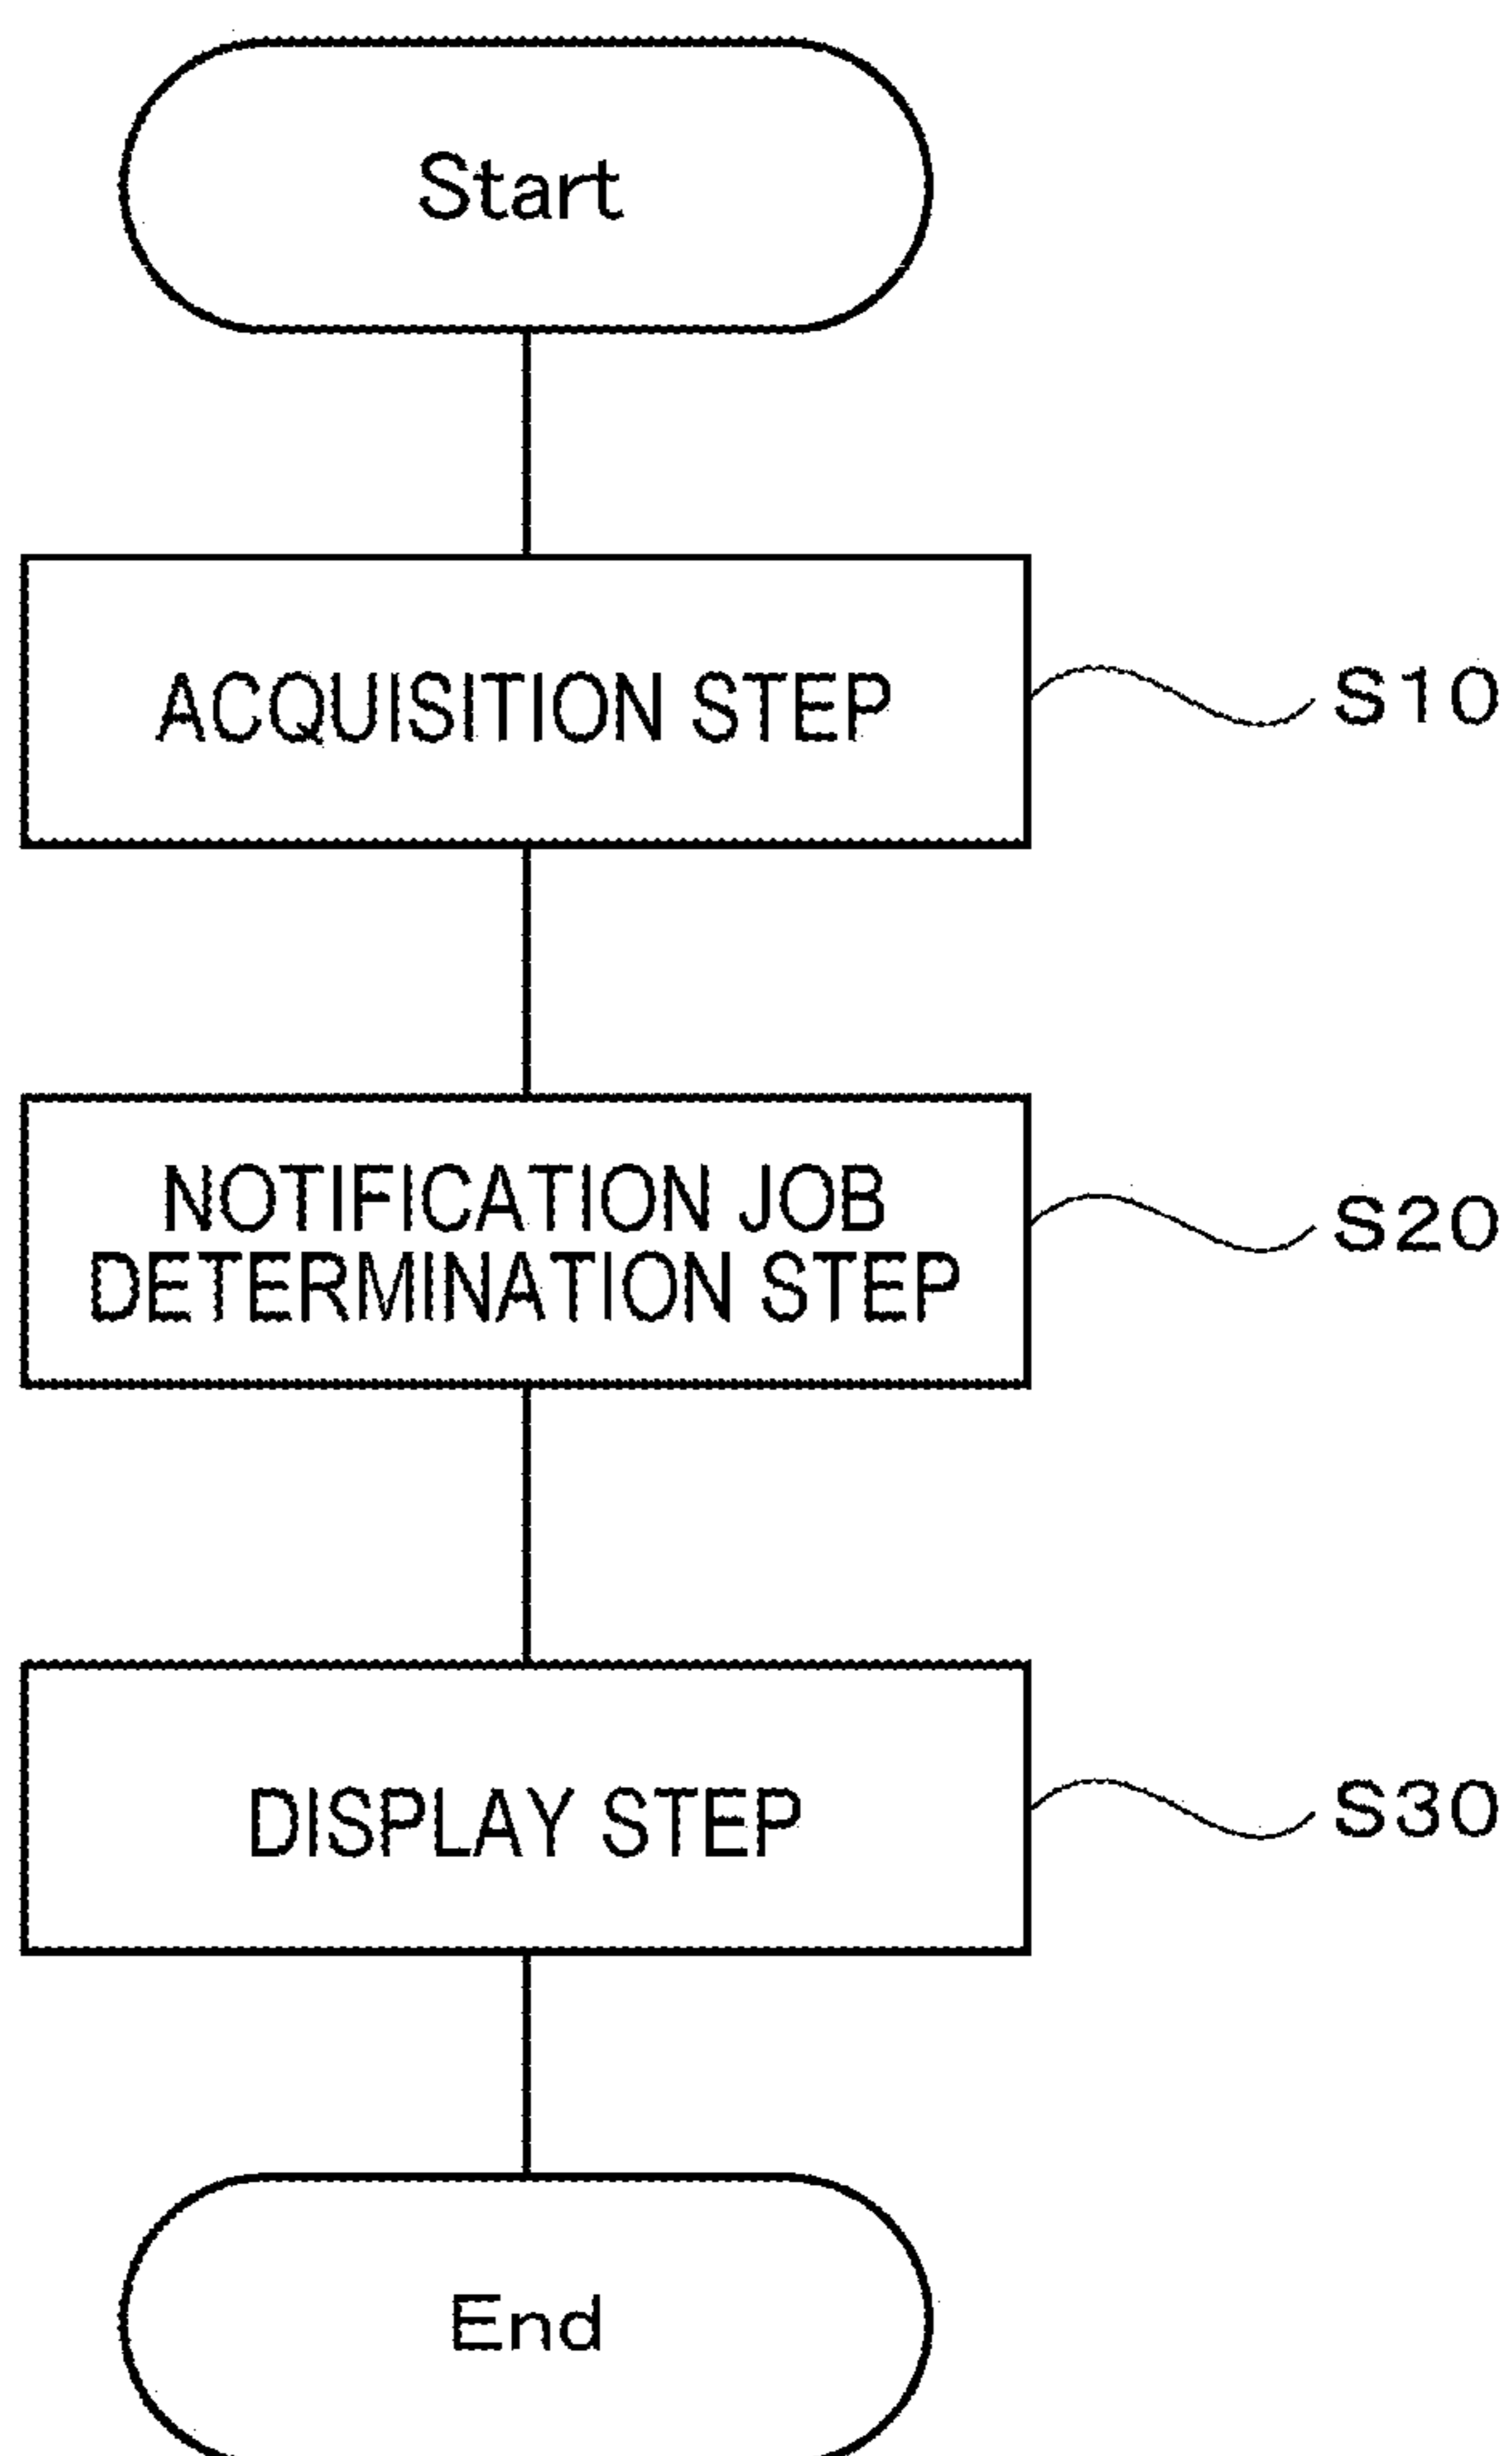 Start
ACQUISITION STEP
S10
NOTIFICATION JOB
DETERMINATION STEP
S20
DISPLAY STEP
S30
End